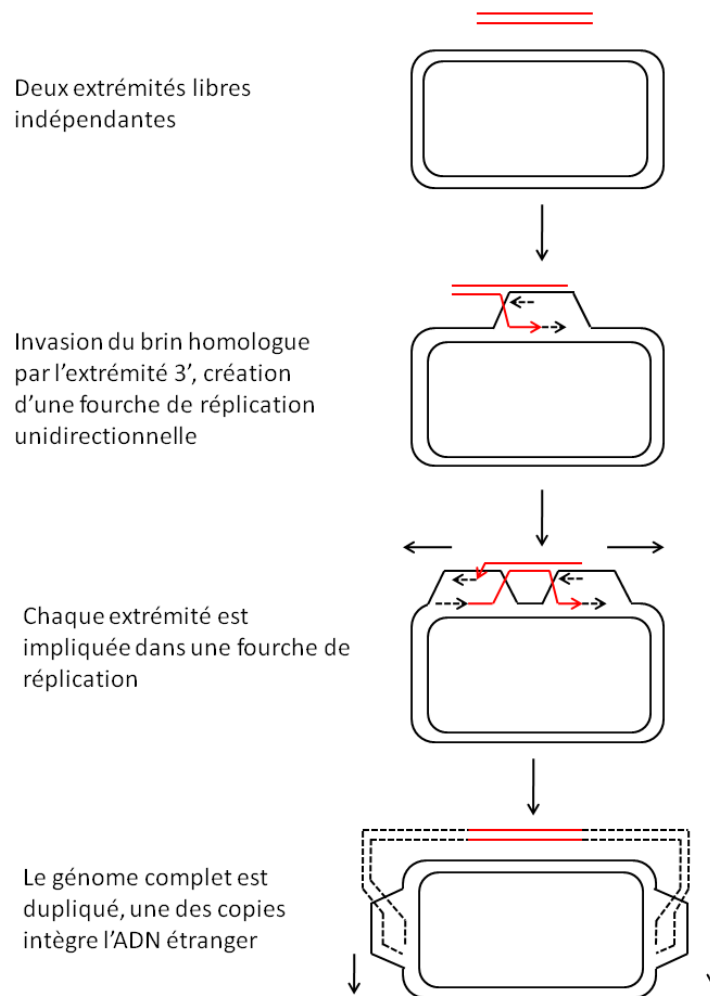 Deux extrémités libres
indépendantes
Invasion du brin homologue
par l'extrémité 3', création
d'une fourche de réplication
unidirectionnelle
Chaque extrémité est
impliquée dans une fourche de
réplication
Le génome complet est
dupliqué, une des copies
intègre l'ADN étranger